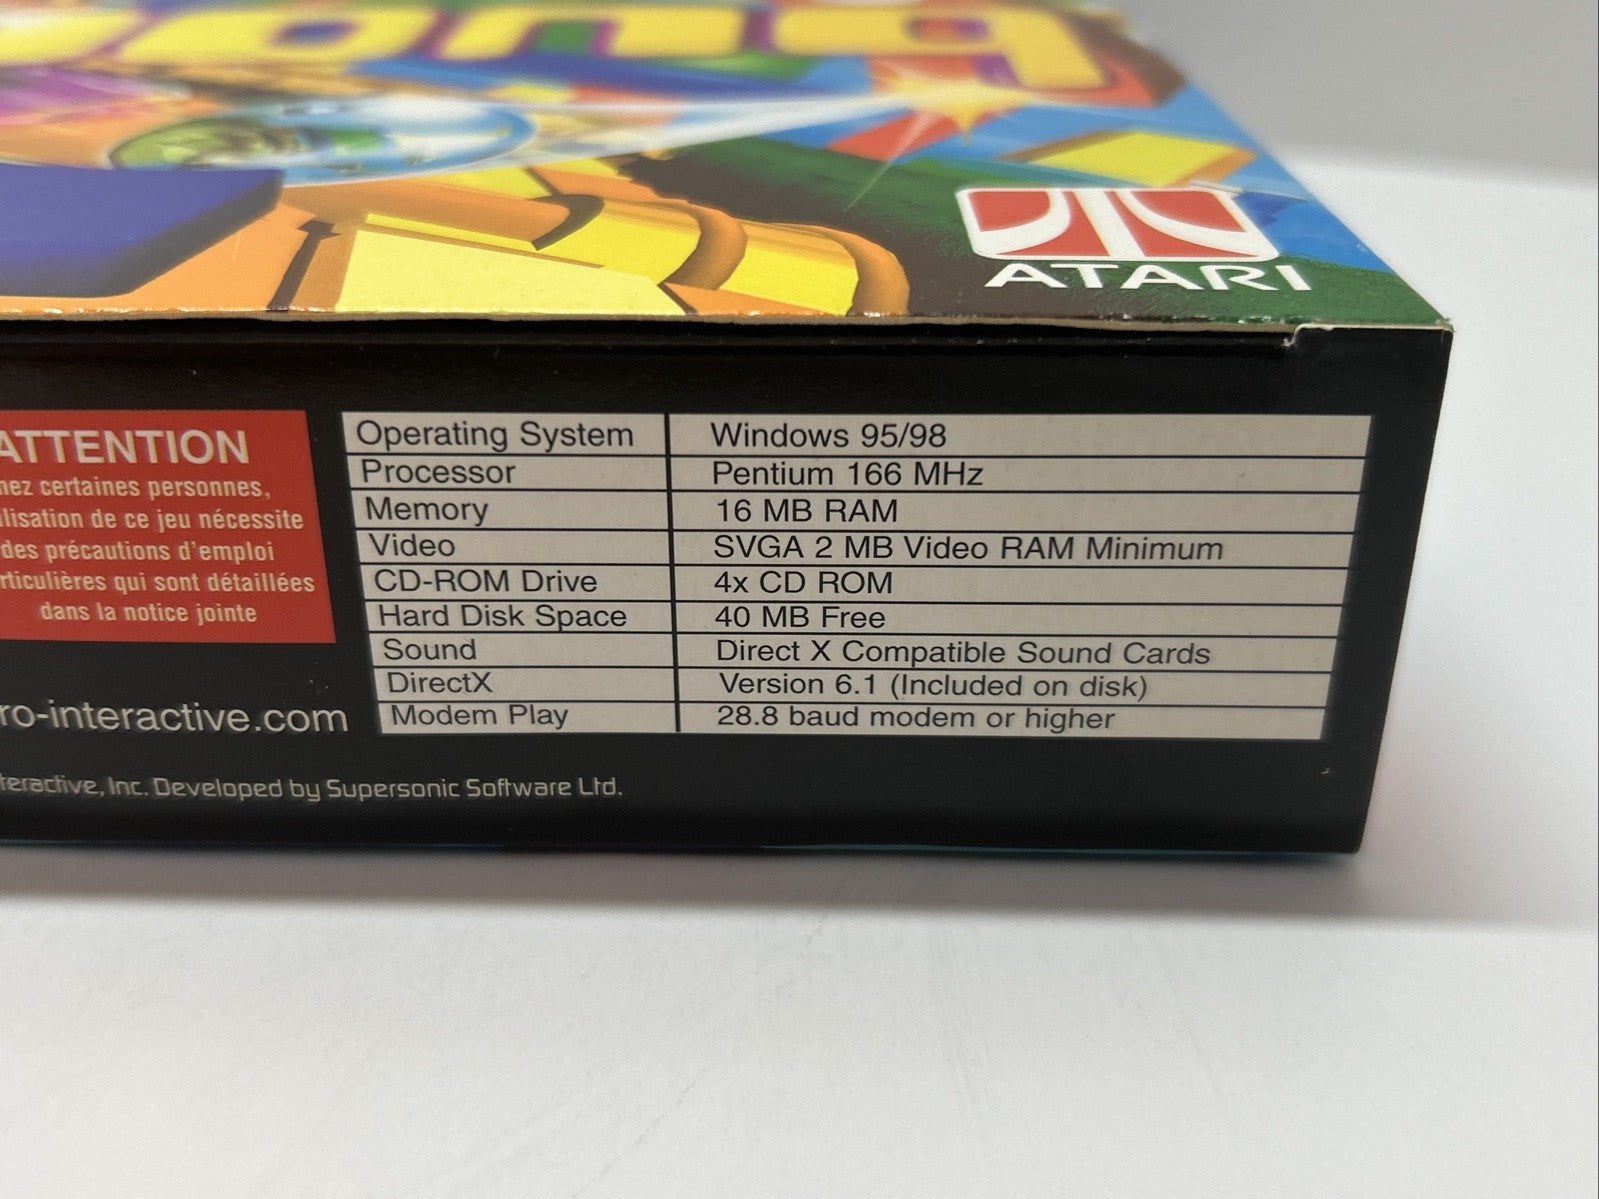 ATARI
ATTENTION
certaines personnes,
de ce jeu nécessite
des précautions d'emploi
qui sont détaillées
dans la notice jointe
Operating System Windows 95/98
Processor Pentium 166 MHz
Memory 16 MB RAM
Video SVGA 2 MB Video RAM Minimum
CD-ROM Drive 4x CD ROM
Hard Disk Space 40 MB Free
Sound Direct X Compatible Sound Cards
DirectX Version 6.1 (Included on disk)
Modem Play 28.8 baud modem or higher
ro-interactive.com
teractive, Inc. Developed by Supersonic Software Ltd.